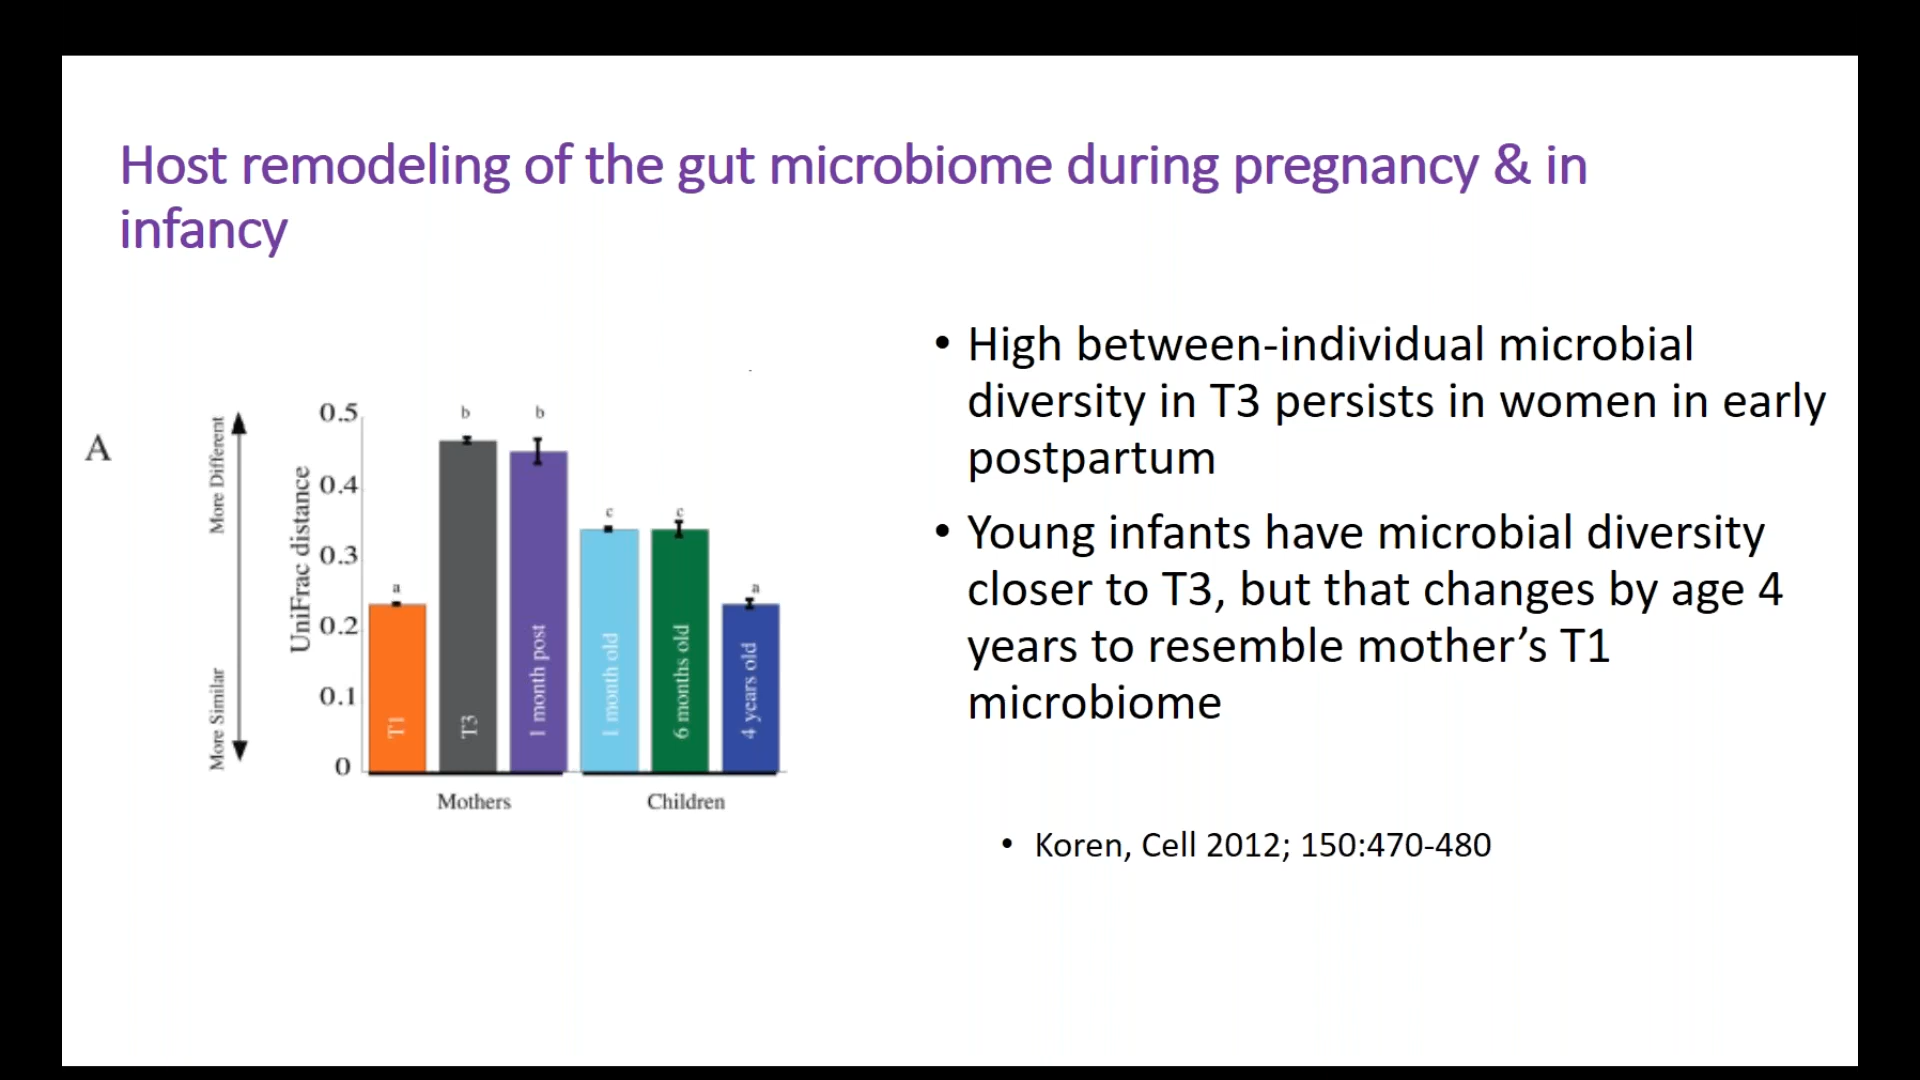 Host remodeling of the gut microbiome during pregnancy & in
infancy
A
More Different
More Similar
UniFrac distance
0.5
0.4
0.3
0.2
0.1
0
a
b
b
c
c
a
T1
T3
1 month post
1 month old
6 months old
4 years old
Mothers
Children
• High between-individual microbial
diversity in T3 persists in women in early
postpartum
• Young infants have microbial diversity
closer to T3, but that changes by age 4
years to resemble mother’s T1
microbiome
• Koren, Cell 2012; 150:470-480